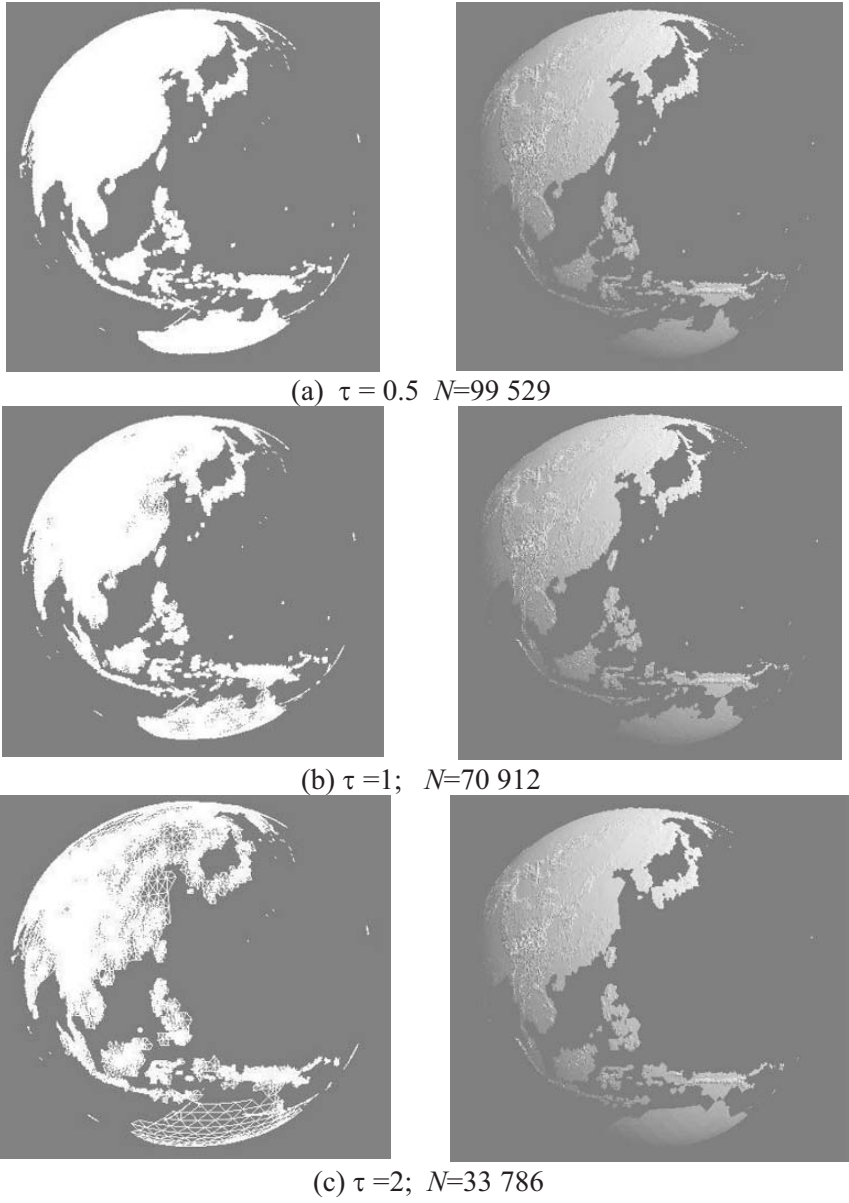 (a) τ = 0.5 N=99 529
(b) τ =1; N=70 912
(c) τ =2; N=33 786